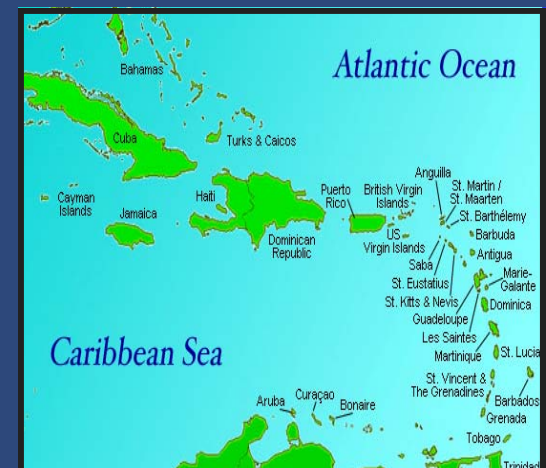 Bahamas
Atlantic Ocean
Cuba
Turks & Caicos
Cayman
Islands
Jamaica
Haiti
Dominican
Republic
Puerto
Rico
British Virgin
Islands
US
Virgin Islands
Anguilla
St. Martin /
St. Maarten
St. Barthélemy
Barbuda
Antigua
Saba
St. Eustatius
St. Kitts & Nevis
Guadeloupe
Marie-
Galante
Les Saintes
Dominica
Martinique
St. Lucia
Caribbean Sea
St. Vincent &
The Grenadines
Barbados
Grenada
Aruba
Curaçao
Bonaire
Tobago
Trinidad